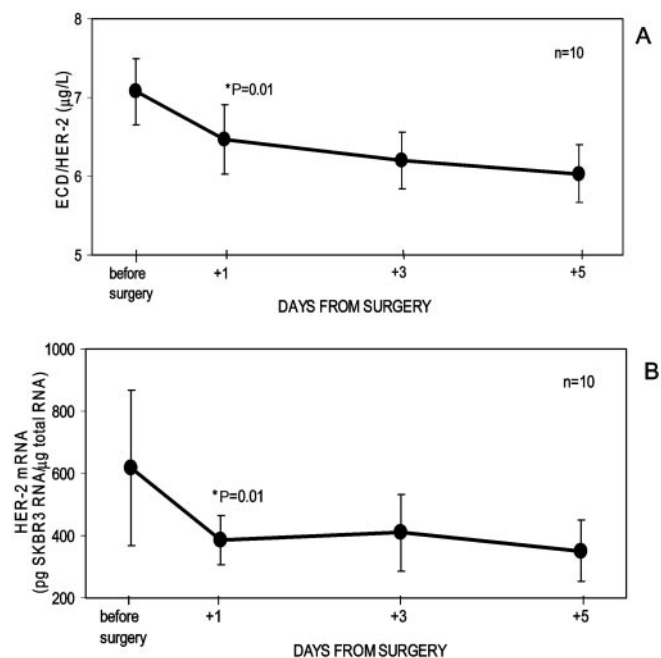 A
n=10
8
7
6
5
ECD/HER-2 (µg/L)
*P=0.01
before
surgery
+1
+3
+5
DAYS FROM SURGERY
B
n=10
1000
800
600
400
200
HER-2 mRNA
(pg SKBR3 RNA/µg total RNA)
*P=0.01
before
surgery
+1
+3
+5
DAYS FROM SURGERY